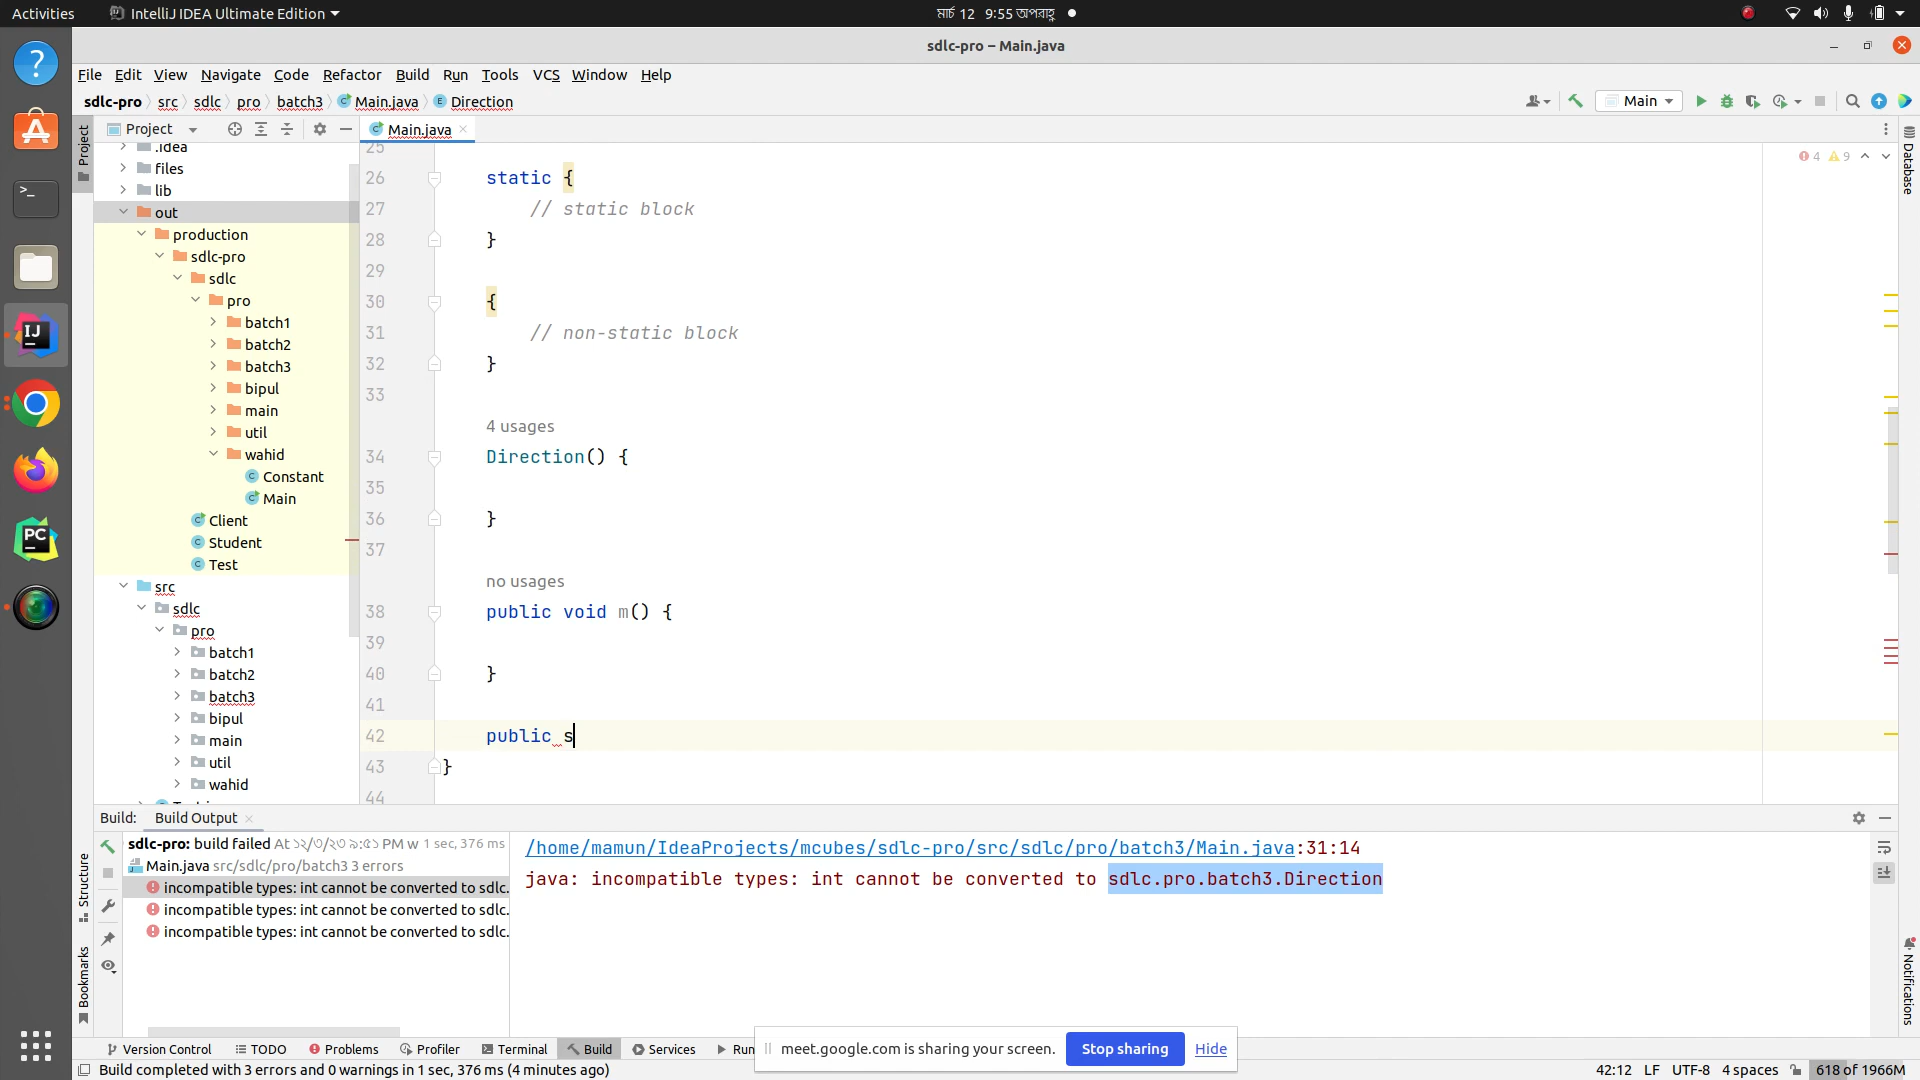 Activities
IntelliJ IDEA Ultimate Edition
মার্চ 12 9:55 অপরাহ্ণ
sdlc-pro – Main.java
File Edit View Navigate Code Refactor Build Run Tools VCS Window Help
sdlc-pro src sdlc pro batch3 Main.java Direction
Main
Project
Main.java
Project
Database
4 9
.idea
files
lib
out
production
sdlc-pro
sdlc
pro
batch1
batch2
batch3
bipul
main
util
wahid
Constant
Main
Client
Student
Test
src
sdlc
pro
batch1
batch2
batch3
bipul
main
util
wahid
25
26 static {
27 // static block
28 }
29
30 {
31 // non-static block
32 }
33
4 usages
34 Direction() {
35
36 }
37
no usages
38 public void m() {
39
40 }
41
42 public s
43 }
44
Build: Build Output
sdlc-pro: build failed At ১২/৩/২৩ ৯:৫১ PM w 1 sec, 376 ms
Main.java src/sdlc/pro/batch3 3 errors
incompatible types: int cannot be converted to sdlc.
incompatible types: int cannot be converted to sdlc.
incompatible types: int cannot be converted to sdlc.
/home/mamun/IdeaProjects/mcubes/sdlc-pro/src/sdlc/pro/batch3/Main.java:31:14
java: incompatible types: int cannot be converted to sdlc.pro.batch3.Direction
Structure
Bookmarks
Notifications
Version Control TODO Problems Profiler Terminal Build Services Run
meet.google.com is sharing your screen. Stop sharing Hide
Build completed with 3 errors and 0 warnings in 1 sec, 376 ms (4 minutes ago)
42:12 LF UTF-8 4 spaces 618 of 1966M